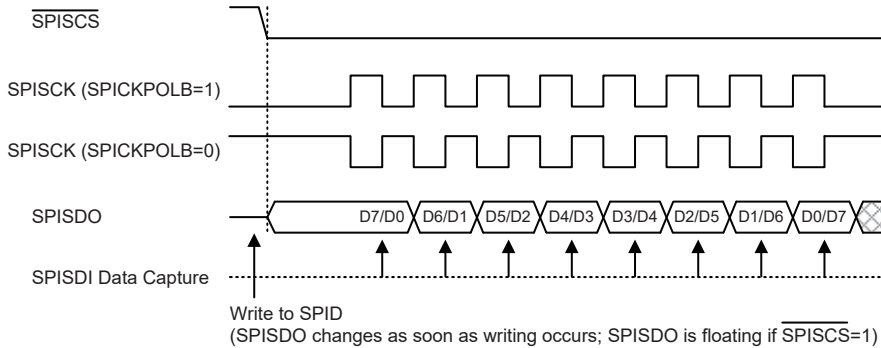 SPISCS
SPISCK (SPICKPOLB=1)
SPISCK (SPICKPOLB=0)
SPISDO D7/D0 D6/D1 D5/D2 D4/D3 D3/D4 D2/D5 D1/D6 D0/D7
SPISDI Data Capture
Write to SPID
(SPISDO changes as soon as writing occurs; SPISDO is floating if SPISCS=1)